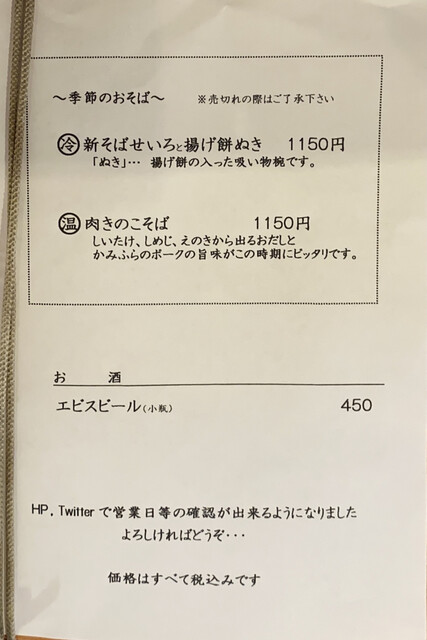 ～季節のおそば～　※売切れの際はご了承下さい
㊗冷 新そばせいろと揚げ餅ぬき　1150円
「ぬき」･･･ 揚げ餅の入った吸い物椀です。
温 肉きのこそば　1150円
しいたけ、しめじ、えのきから出るおだしと
かみふらのポークの旨味がこの時期にピッタリです。
お　酒
エビスビール（小瓶）　450
HP，Twitter で営業日等の確認が出来るようになりました
よろしければどうぞ･･･
価格はすべて税込みです